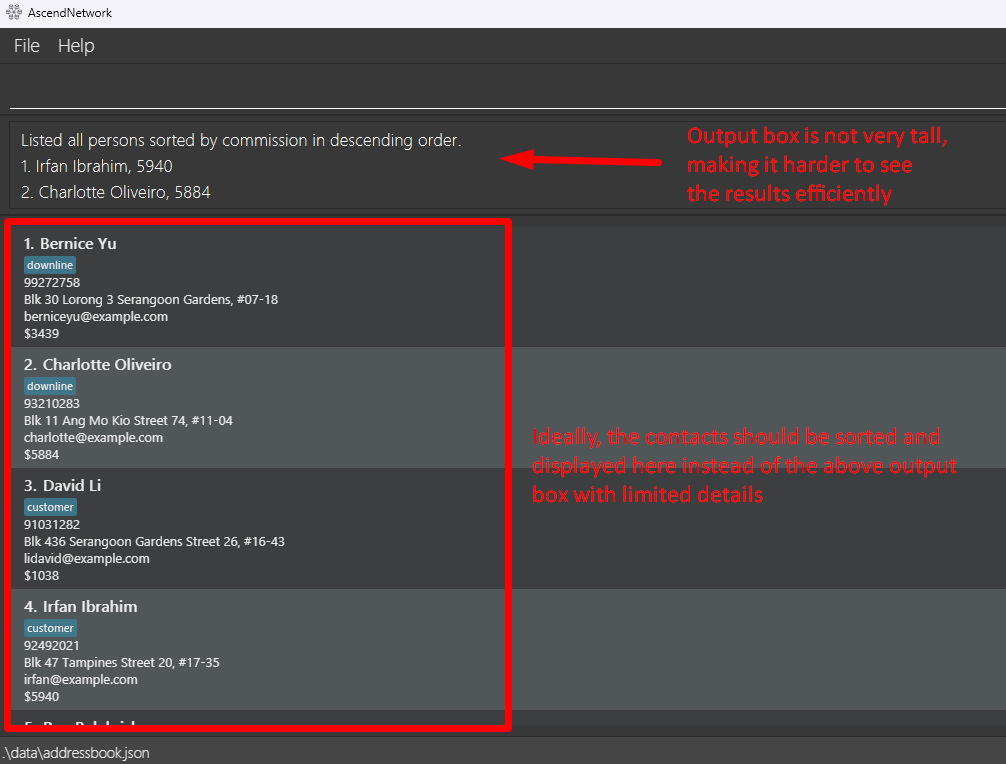 AscendNetwork
File Help
Listed all persons sorted by commission in descending order.
1. Irfan Ibrahim, 5940
2. Charlotte Oliveiro, 5884
Output box is not very tall,
making it harder to see
the results efficiently
1. Bernice Yu
downline
99272758
Blk 30 Lorong 3 Serangoon Gardens, #07-18
berniceyu@example.com
$3439
2. Charlotte Oliveiro
downline
93210283
Blk 11 Ang Mo Kio Street 74, #11-04
charlotte@example.com
$5884
ideally, the contacts should be sorted and
displayed here instead of the above output
box with limited details
3. David Li
customer
91031282
Blk 436 Serangoon Gardens Street 26, #16-43
lidavid@example.com
$1038
4. Irfan Ibrahim
customer
92492021
Blk 47 Tampines Street 20, #17-35
irfan@example.com
$5940
.\data\addressbook.json